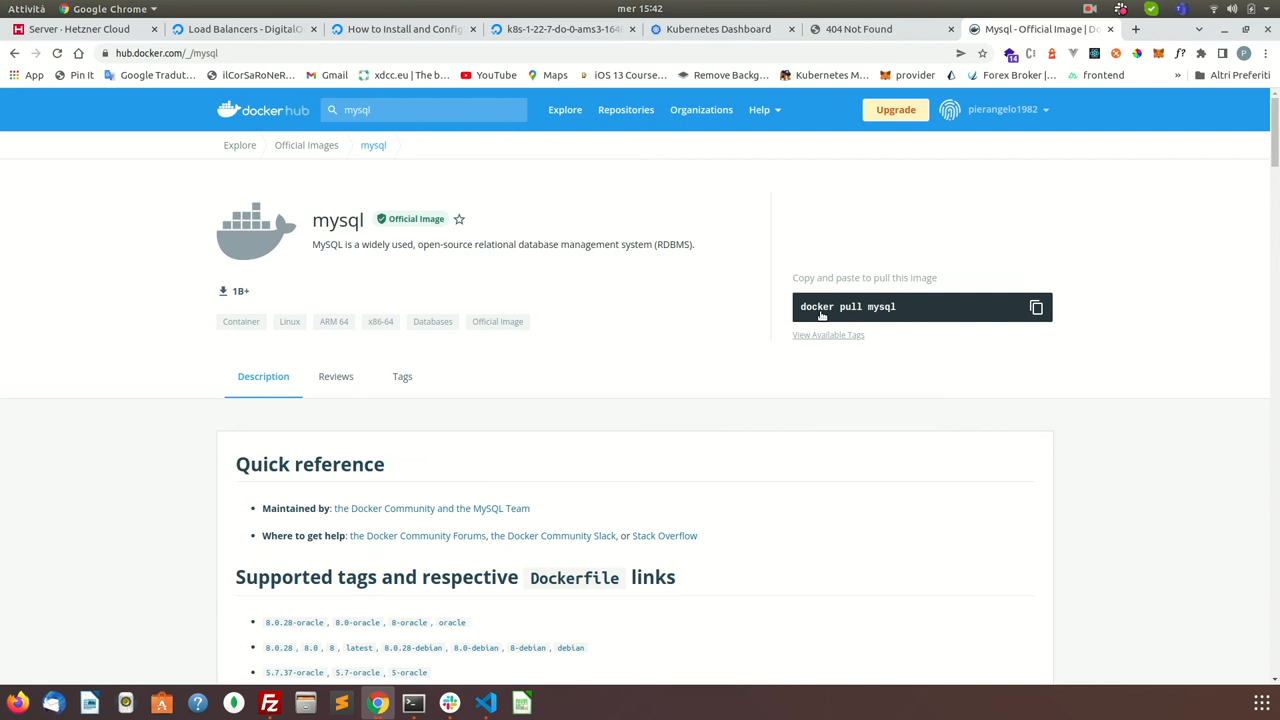 Attività Google Chrome mer 15:42
Server - Hetzner Cloud
Load Balancers - DigitalO
How to Install and Config
k8s-1-22-7-do-0-ams3-164
Kubernetes Dashboard
404 Not Found
Mysql - Official Image | Do
hub.docker.com/_/mysql
14
P
App Pin It Google Tradut... ilCorSaRoNeR... Gmail xdcc.eu | The b... YouTube Maps iOS 13 Course... Remove Backg... Kubernetes M... provider Forex Broker |... frontend » Altri Preferiti
docker hub mysql Explore Repositories Organizations Help Upgrade pierangelo1982
Explore Official Images mysql
mysql Official Image
MySQL is a widely used, open-source relational database management system (RDBMS).
Copy and paste to pull this image
1B+
docker pull mysql
Container Linux ARM 64 x86-64 Databases Official Image
View Available Tags
Description Reviews Tags
Quick reference
• Maintained by: the Docker Community and the MySQL Team
• Where to get help: the Docker Community Forums, the Docker Community Slack, or Stack Overflow
Supported tags and respective Dockerfile links
• 8.0.28-oracle, 8.0-oracle, 8-oracle, oracle
• 8.0.28, 8.0, 8, latest, 8.0.28-debian, 8.0-debian, 8-debian, debian
• 5.7.37-oracle, 5.7-oracle, 5-oracle